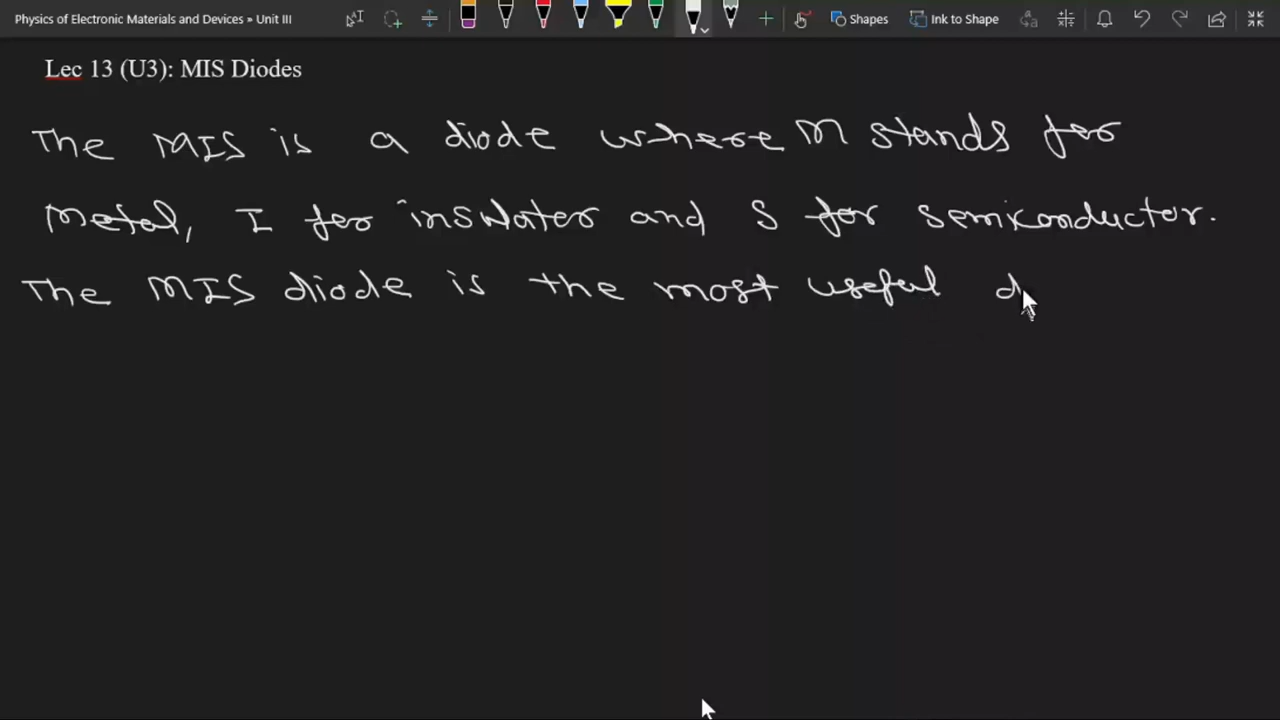 Physics of Electronic Materials and Devices » Unit III
Shapes
Ink to Shape
Lec 13 (U3): MIS Diodes
The MIS is a diode where M stands for
Metal, I for insulator and S for semiconductor.
The MIS diode is the most useful d